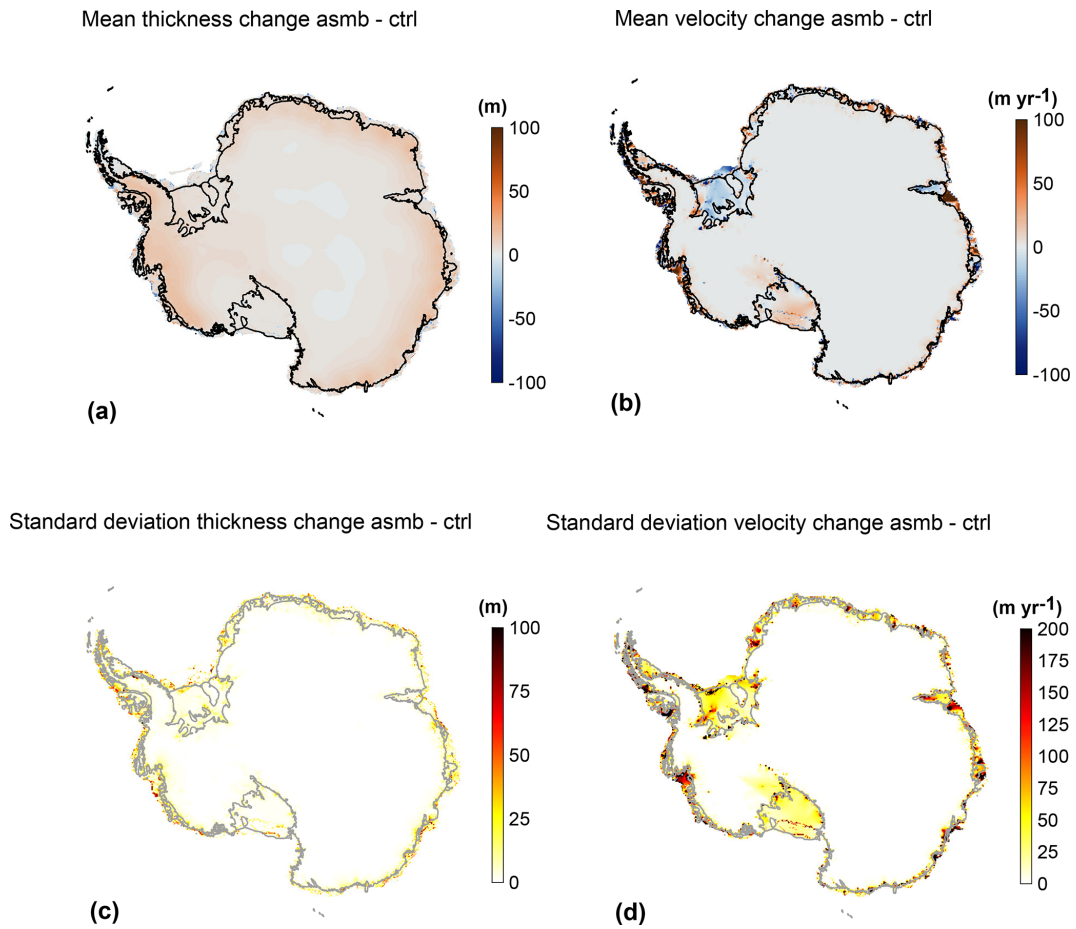 Mean thickness change asmb - ctrl
Mean velocity change asmb - ctrl
(m)
100
50
0
-50
-100
(a)
(m yr-1)
100
50
0
-50
-100
(b)
Standard deviation thickness change asmb - ctrl
Standard deviation velocity change asmb - ctrl
(m)
100
75
50
25
0
(c)
(m yr-1)
200
175
150
125
100
75
50
25
0
(d)